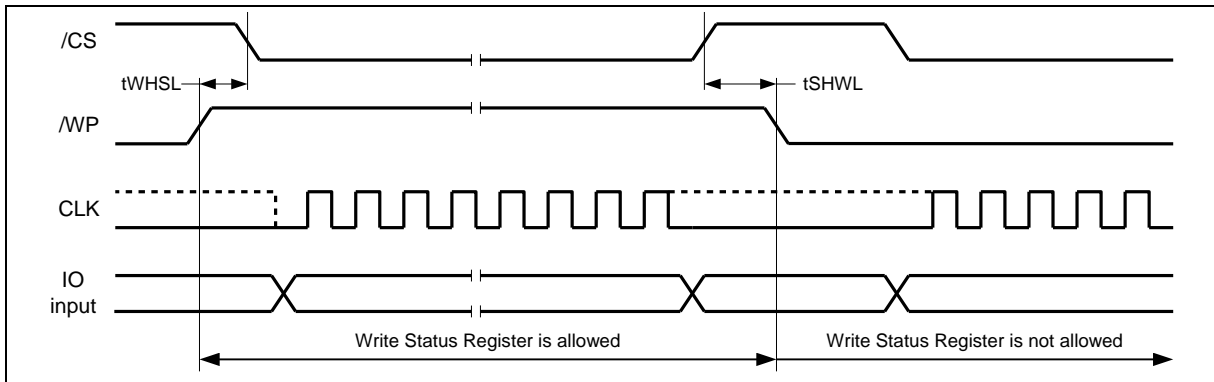 /CS
tWHSL
tSHWL
/WP
CLK
IO
input
Write Status Register is allowed
Write Status Register is not allowed